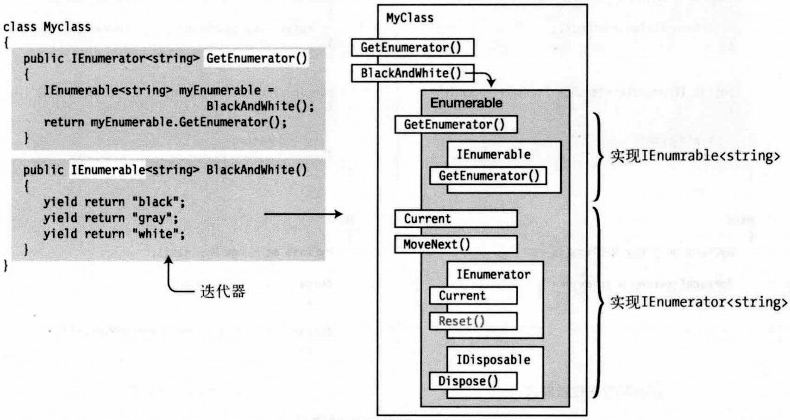 class Myclass
{
public IEnumerator<string> GetEnumerator()
{
IEnumerable<string> myEnumerable =
BlackAndWhite();
return myEnumerable.GetEnumerator();
}
public IEnumerable<string> BlackAndWhite()
{
yield return "black";
yield return "gray";
yield return "white";
}
}
迭代器
MyClass
GetEnumerator()
BlackAndWhite()
Enumerable
GetEnumerator()
IEnumerable
GetEnumerator()
Current
MoveNext()
IEnumerator
Current
Reset()
IDisposable
Dispose()
实现IEnumrable<string>
实现IEnumerator<string>